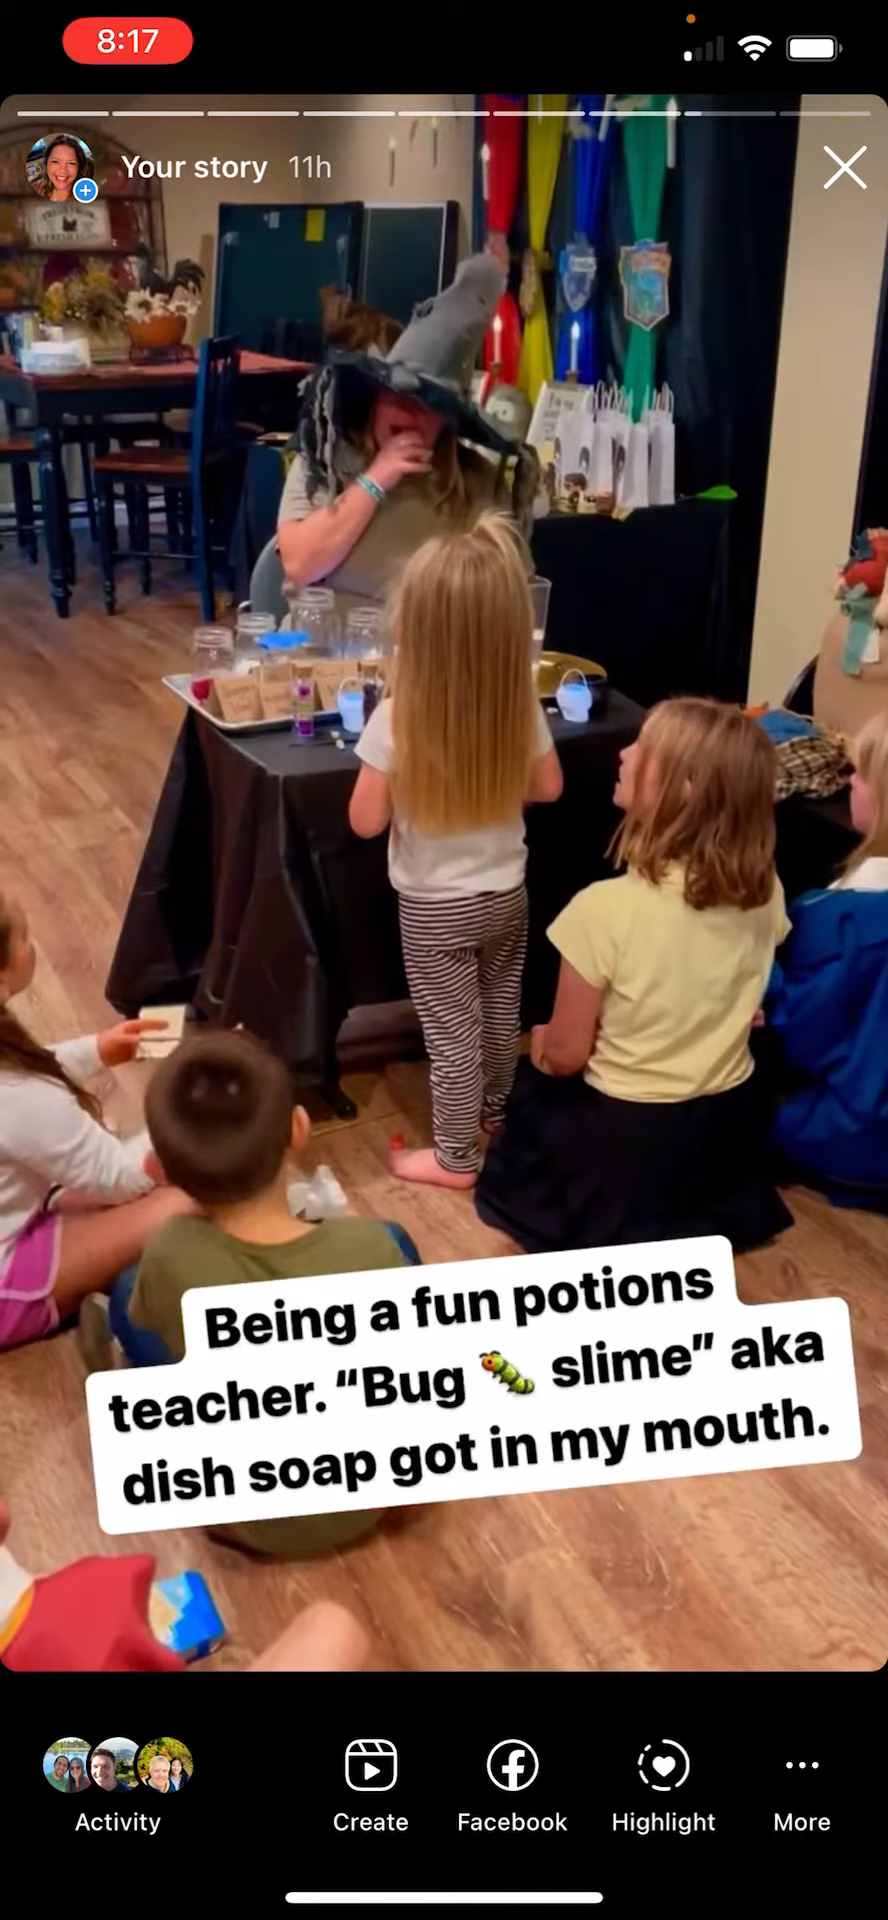 8:17
Your story 11h
Being a fun potions
teacher. “Bug 🐛 slime” aka
dish soap got in my mouth.
Activity
Create
Facebook
Highlight
More